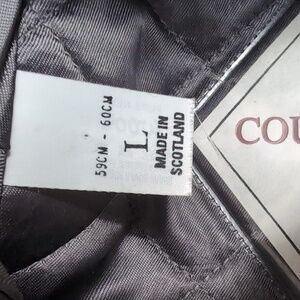 59CM - 60CM
L
MADE IN
SCOTLAND
COU